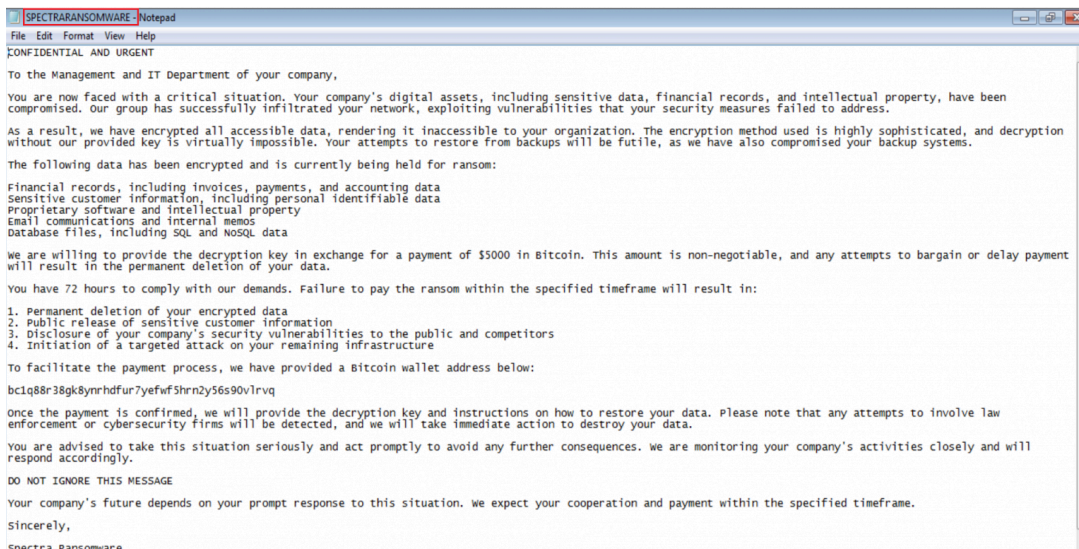 SPECTRARANSOMWARE - Notepad
File Edit Format View Help
CONFIDENTIAL AND URGENT
To the Management and IT Department of your company,
You are now faced with a critical situation. Your company's digital assets, including sensitive data, financial records, and intellectual property, have been
compromised. Our group has successfully infiltrated your network, exploiting vulnerabilities that your security measures failed to address.
As a result, we have encrypted all accessible data, rendering it inaccessible to your organization. The encryption method used is highly sophisticated, and decryption
without our provided key is virtually impossible. Your attempts to restore from backups will be futile, as we have also compromised your backup systems.
The following data has been encrypted and is currently being held for ransom:
Financial records, including invoices, payments, and accounting data
Sensitive customer information, including personal identifiable data
Proprietary software and intellectual property
Email communications and internal memos
Database files, including SQL and NoSQL data
We are willing to provide the decryption key in exchange for a payment of $5000 in Bitcoin. This amount is non-negotiable, and any attempts to bargain or delay payment
will result in the permanent deletion of your data.
You have 72 hours to comply with our demands. Failure to pay the ransom within the specified timeframe will result in:
1. Permanent deletion of your encrypted data
2. Public release of sensitive customer information
3. Disclosure of your company's security vulnerabilities to the public and competitors
4. Initiation of a targeted attack on your remaining infrastructure
To facilitate the payment process, we have provided a Bitcoin wallet address below:
bc1q88r38gk8ynrhdfur7yefwf5hrn2y56s90vlrvq
Once the payment is confirmed, we will provide the decryption key and instructions on how to restore your data. Please note that any attempts to involve law
enforcement or cybersecurity firms will be detected, and we will take immediate action to destroy your data.
You are advised to take this situation seriously and act promptly to avoid any further consequences. We are monitoring your company's activities closely and will
respond accordingly.
DO NOT IGNORE THIS MESSAGE
Your company's future depends on your prompt response to this situation. We expect your cooperation and payment within the specified timeframe.
Sincerely,
Spectra Ransomware